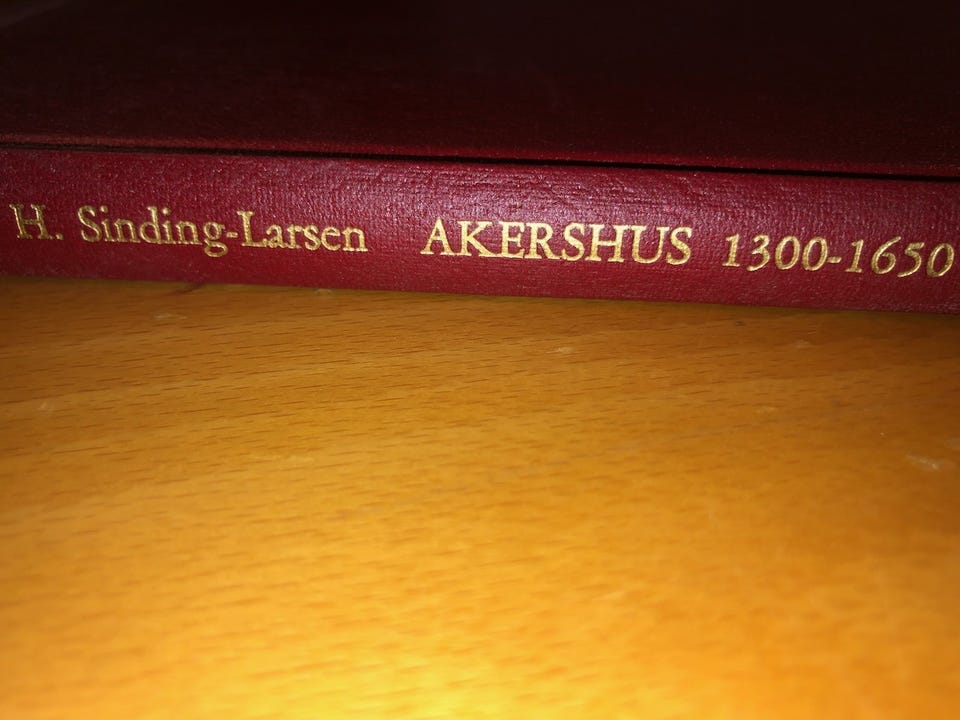 H. Sinding-Larsen AKERSHUS 1300-1650